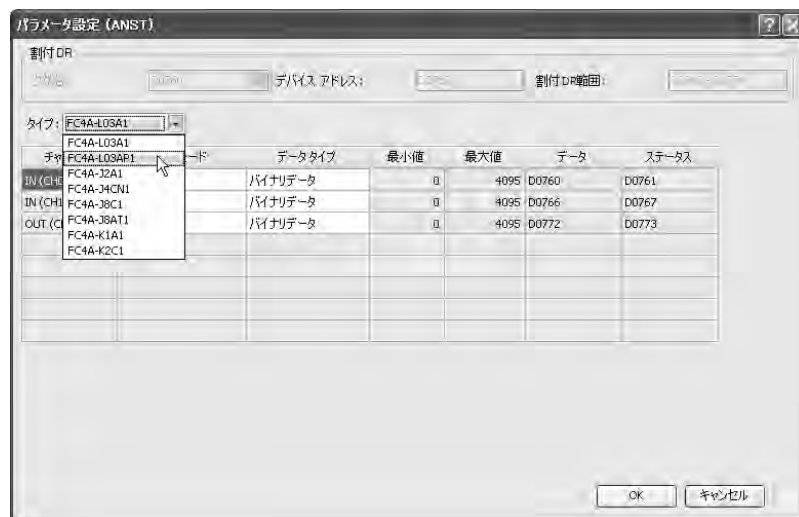 パラメータ設定 (ANST)
割付DR
デバイス アドレス:
割付DR範囲:
タイプ: FC4A-L03A1
FC4A-L03A1
FC4A-L03AP1
FC4A-J2A1
FC4A-J4CN1
FC4A-J8C1
FC4A-J8AT1
FC4A-K1A1
FC4A-K2C1
データタイプ 最小値 最大値 データ ステータス
バイナリデータ 0 4095 D0760 D0761
バイナリデータ 0 4095 D0766 D0767
バイナリデータ 0 4095 D0772 D0773
OK キャンセル